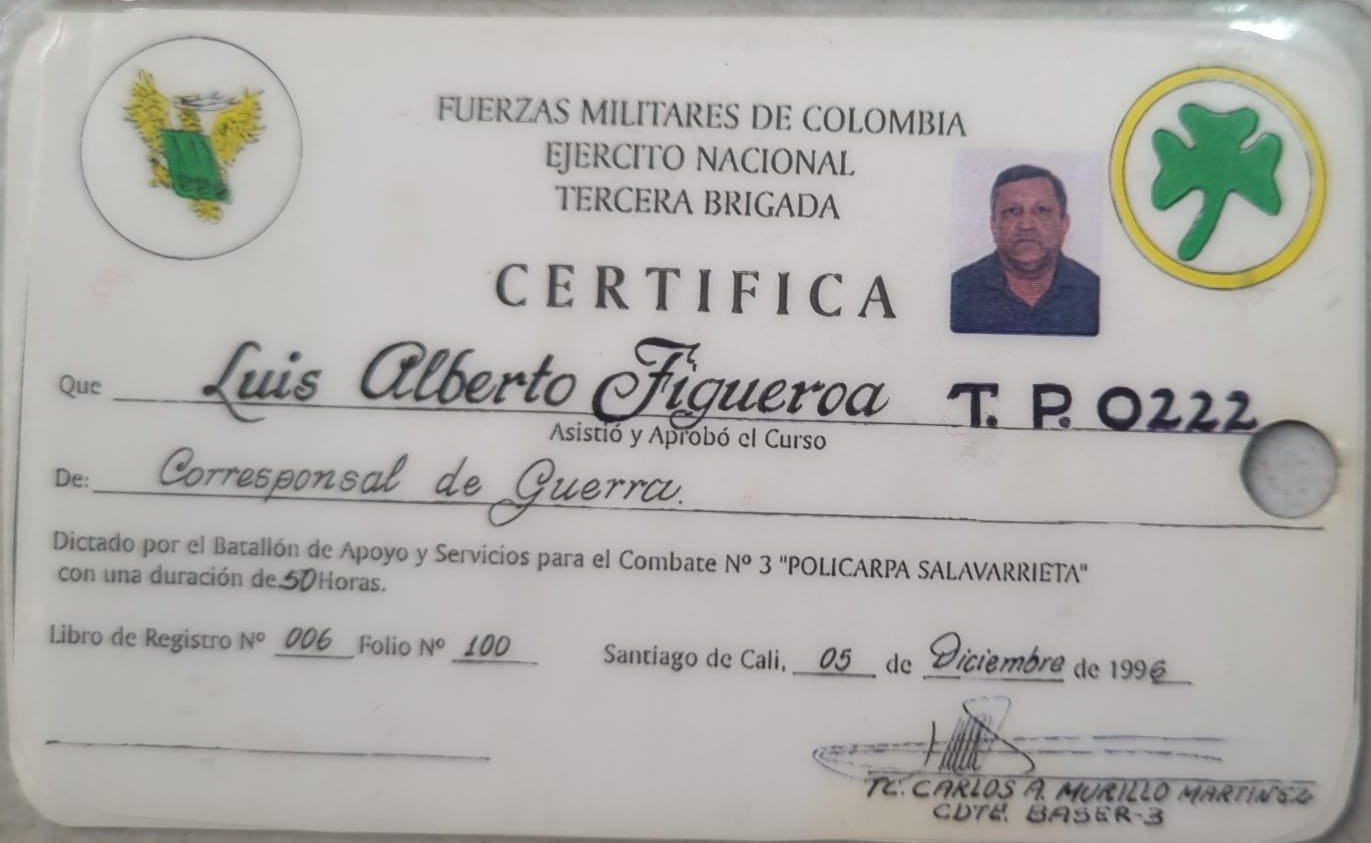 FUERZAS MILITARES DE COLOMBIA
EJERCITO NACIONAL
TERCERA BRIGADA
CERTIFICA
Que Luis Alberto Figueroa T. P. 0222
Asistió y Aprobó el Curso
De: Corresponsal de Guerra.
Dictado por el Batallón de Apoyo y Servicios para el Combate Nº 3 "POLICARPA SALAVARRIETA"
con una duración de 50 Horas.
Libro de Registro Nº 006 Folio Nº 100 Santiago de Cali, 05 de Diciembre de 1996
TC. CARLOS A. MURILLO MARTINEZ
CDTE. BASER-3